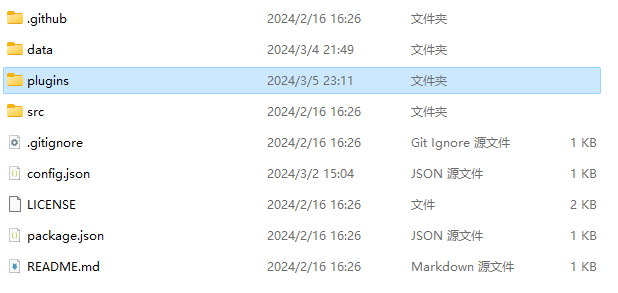 .github 2024/2/16 16:26 文件夹
data 2024/3/4 21:49 文件夹
plugins 2024/3/5 23:11 文件夹
src 2024/2/16 16:26 文件夹
.gitignore 2024/2/16 16:26 Git Ignore 源文件 1 KB
config.json 2024/3/2 15:04 JSON 源文件 1 KB
LICENSE 2024/2/16 16:26 文件 2 KB
package.json 2024/2/16 16:26 JSON 源文件 1 KB
README.md 2024/2/16 16:26 Markdown 源文件 1 KB